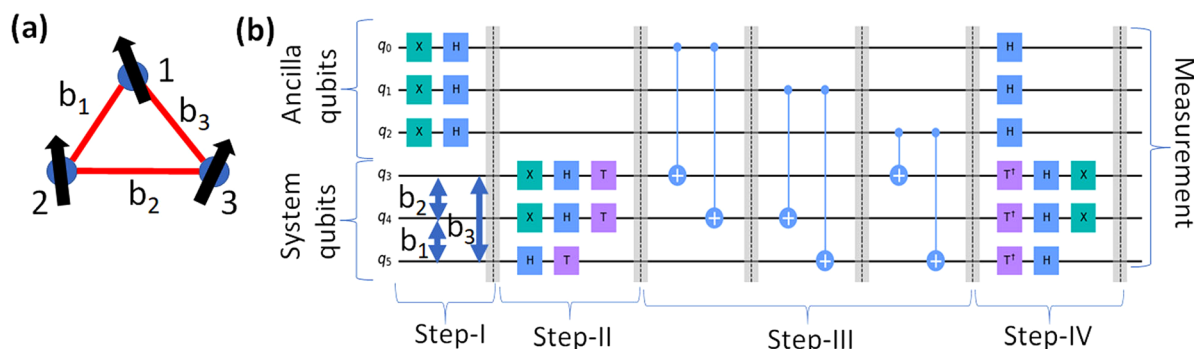 (a)
1
b₁
b₃
2
b₂
3
(b)
Ancilla qubits
System qubits
q₀ X H H
q₁ X H H
q₂ X H H
q₃ X H T T† H X
q₄ X H T T† H X
q₅ H T T† H
b₂
b₁
b₃
Measurement
Step-I
Step-II
Step-III
Step-IV